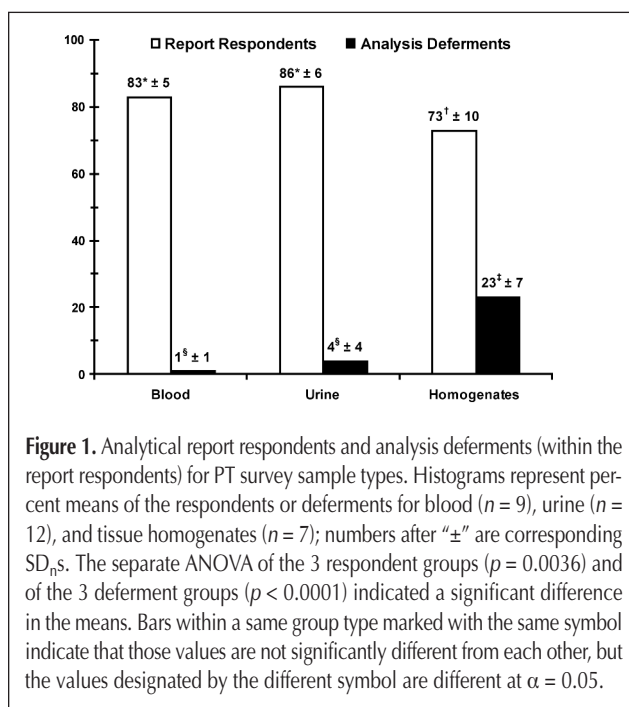 100
Report Respondents Analysis Deferments
83* ± 5
86* ± 6
80
73† ± 10
60
40
23‡ ± 7
20
1§ ± 1
4§ ± 4
0
Blood Urine Homogenates
Figure 1. Analytical report respondents and analysis deferments (within the
report respondents) for PT survey sample types. Histograms represent per-
cent means of the respondents or deferments for blood (n = 9), urine (n =
12), and tissue homogenates (n = 7); numbers after “±” are corresponding
SDₙs. The separate ANOVA of the 3 respondent groups (p = 0.0036) and
of the 3 deferment groups (p < 0.0001) indicated a significant difference
in the means. Bars within a same group type marked with the same symbol
indicate that those values are not significantly different from each other, but
the values designated by the different symbol are different at α = 0.05.